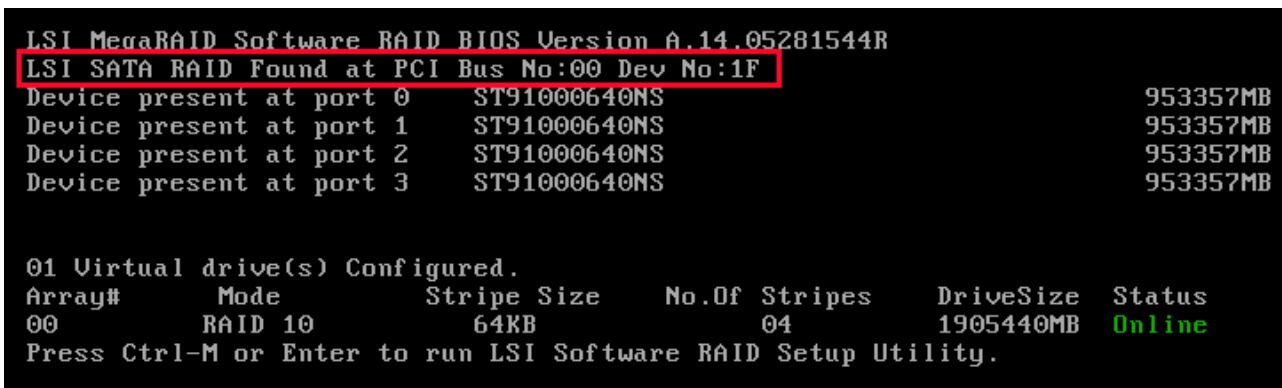 LSI MegaRAID Software RAID BIOS Version A.14.05281544R
LSI SATA RAID Found at PCI Bus No:00 Dev No:1F
Device present at port 0 ST91000640NS 953357MB
Device present at port 1 ST91000640NS 953357MB
Device present at port 2 ST91000640NS 953357MB
Device present at port 3 ST91000640NS 953357MB
01 Virtual drive(s) Configured.
Array# Mode Stripe Size No.Of Stripes DriveSize Status
00 RAID 10 64KB 04 1905440MB Online
Press Ctrl-M or Enter to run LSI Software RAID Setup Utility.